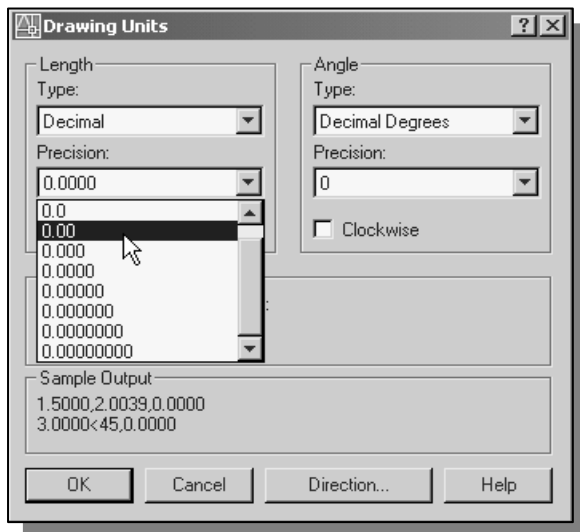 Drawing Units
Length
Type:
Decimal
Precision:
0.0000
0.0
0.00
0.000
0.0000
0.00000
0.000000
0.0000000
0.00000000
Angle
Type:
Decimal Degrees
Precision:
0
Clockwise
:
Sample Output
1.5000,2.0039,0.0000
3.0000<45,0.0000
OK Cancel Direction... Help